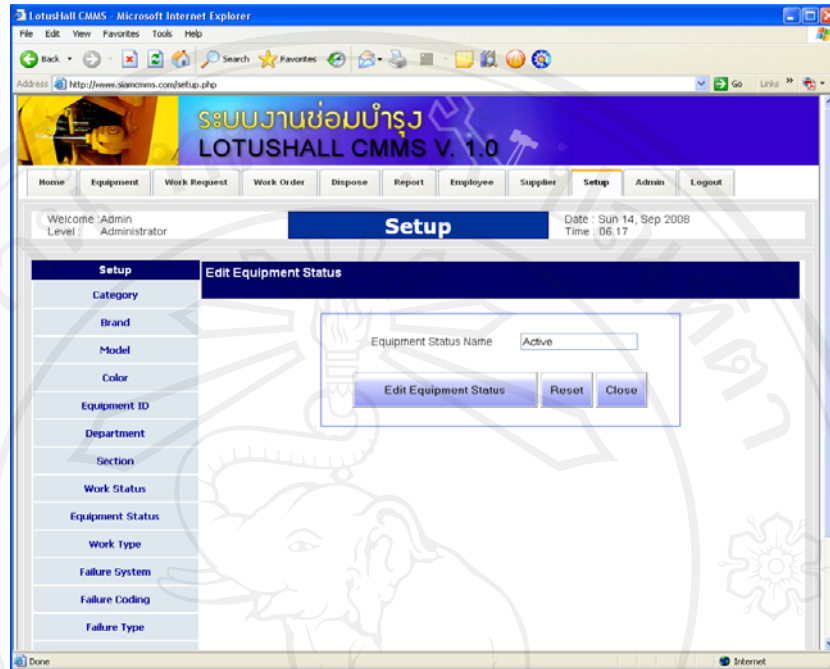 LotusHall CMMS - Microsoft Internet Explorer
File Edit View Favorites Tools Help
Back Search Favorites
Address http://www.siamcmms.com/setup.php Go Links »
ระบบงานซ่อมบำรุง
LOTUSHALL CMMS V. 1.0
Home Equipment Work Request Work Order Dispose Report Employee Supplier Setup Admin Logout
Welcome :Admin
Level : Administrator
Setup
Date : Sun 14, Sep 2008
Time : 06:17
Setup
Category
Brand
Model
Color
Equipment ID
Department
Section
Work Status
Equipment Status
Work Type
Failure System
Failure Coding
Failure Type
Edit Equipment Status
Equipment Status Name Active
Edit Equipment Status Reset Close
Done Internet